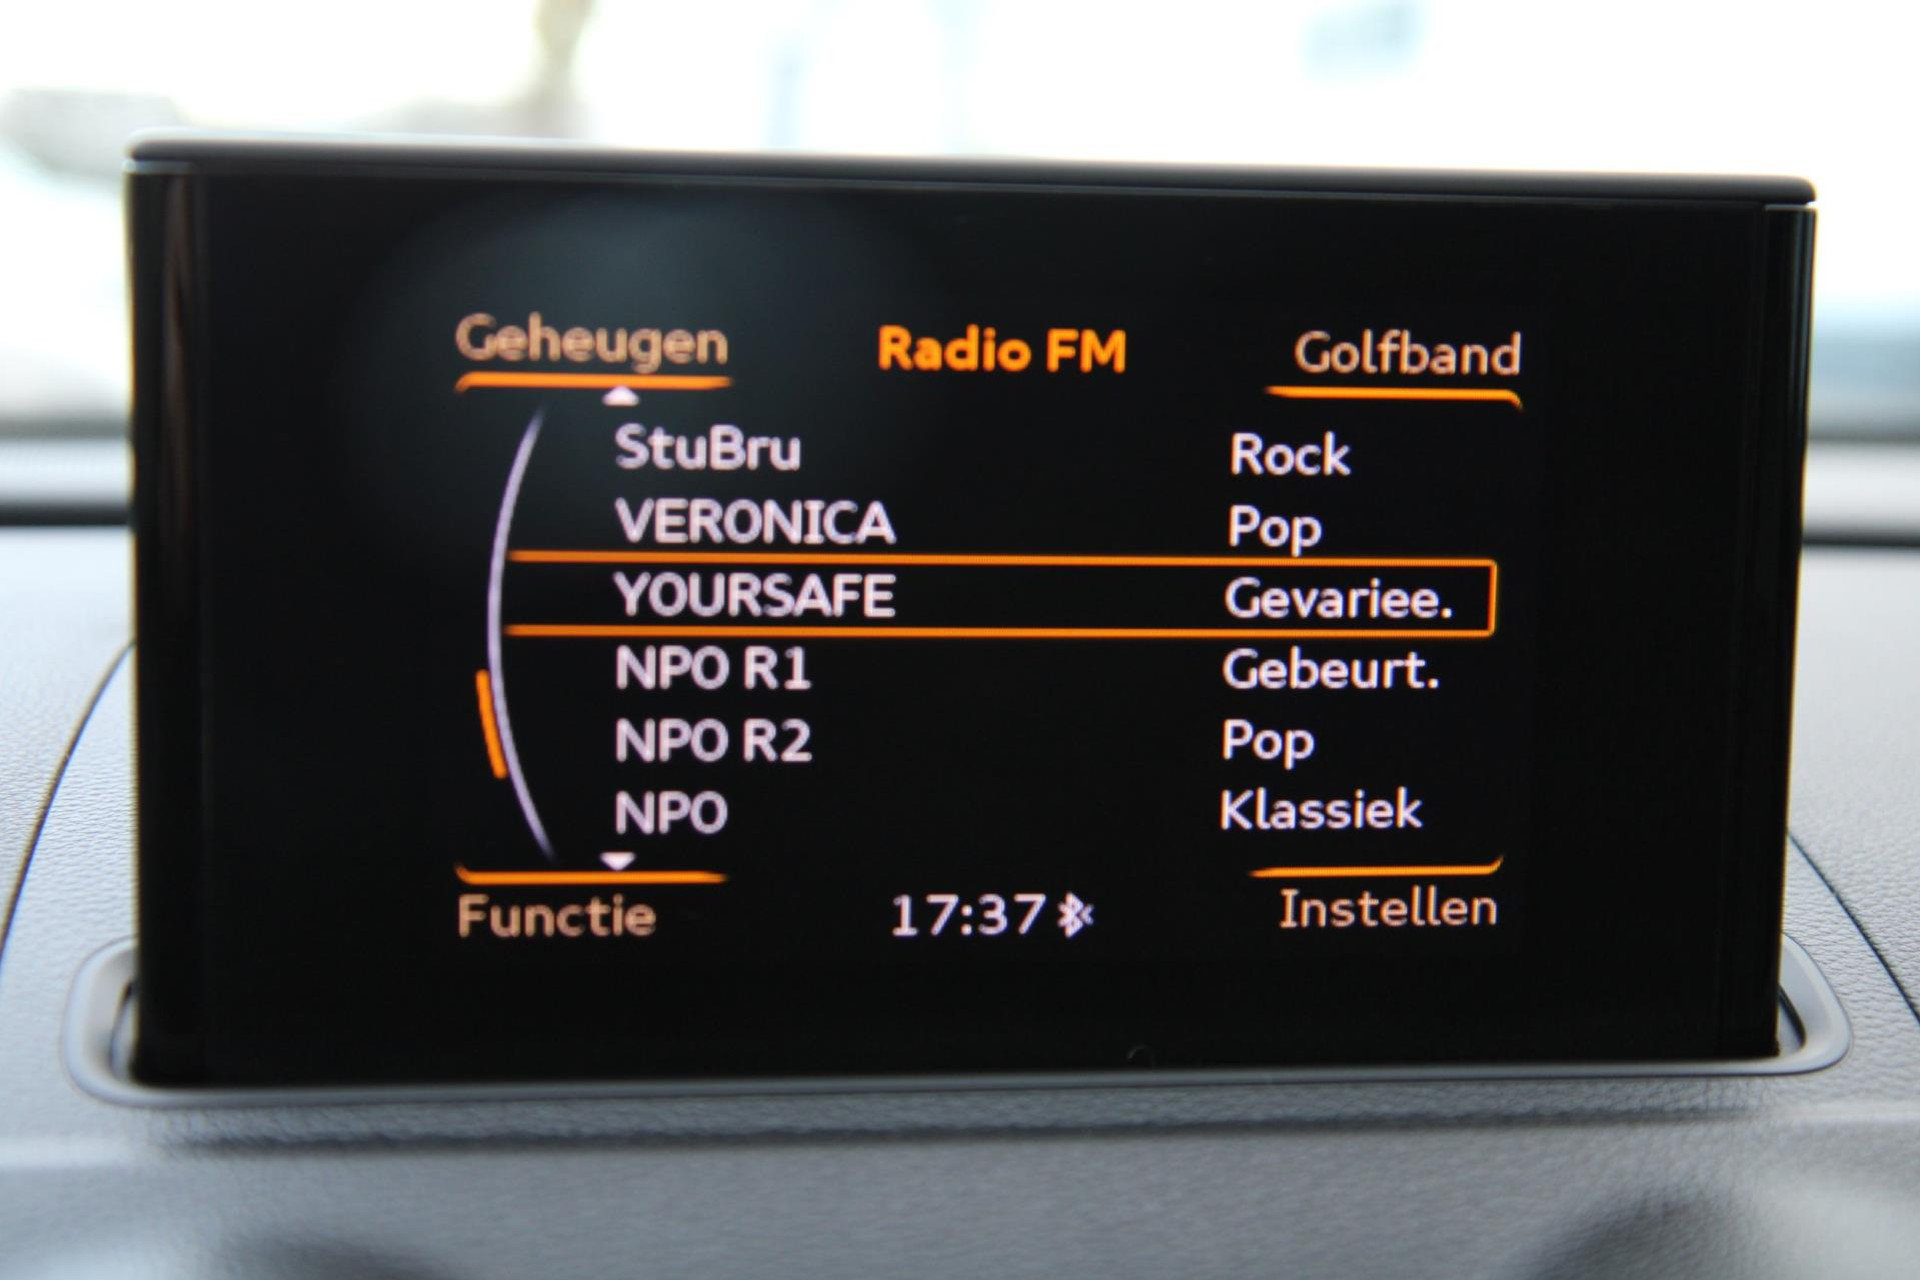 Geheugen Radio FM Golfband
StuBru Rock
VERONICA Pop
YOURSAFE Gevariee.
NPO R1 Gebeurt.
NPO R2 Pop
NPO Klassiek
Functie 17:37 Instellen